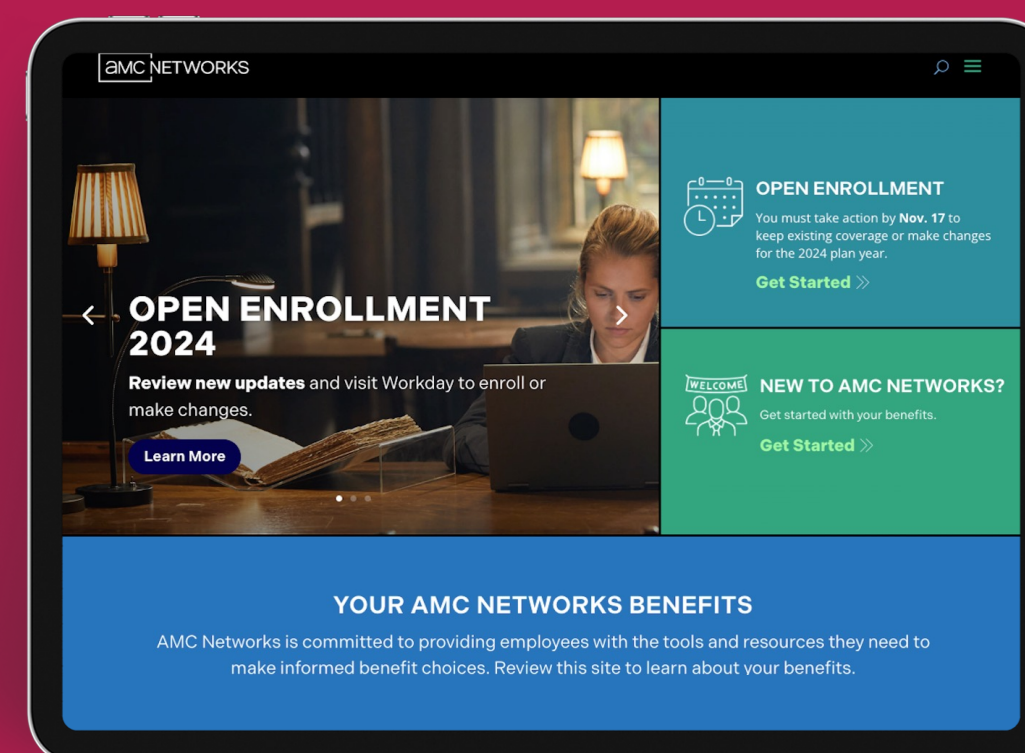 aMC NETWORKS
OPEN ENROLLMENT
2024
Review new updates and visit Workday to enroll or
make changes.
Learn More
OPEN ENROLLMENT
You must take action by Nov. 17 to
keep existing coverage or make changes
for the 2024 plan year.
Get Started
WELCOME
NEW TO AMC NETWORKS?
Get started with your benefits.
Get Started
YOUR AMC NETWORKS BENEFITS
AMC Networks is committed to providing employees with the tools and resources they need to
make informed benefit choices. Review this site to learn about your benefits.